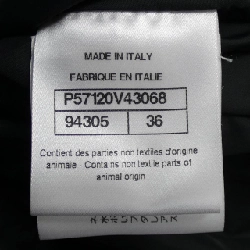 MADE IN ITALY
FABRIQUE EN ITALIE
P57120V43068
94305 36
Contient des parties non textiles d'origine
animale - Contains non textile parts of
animal origin